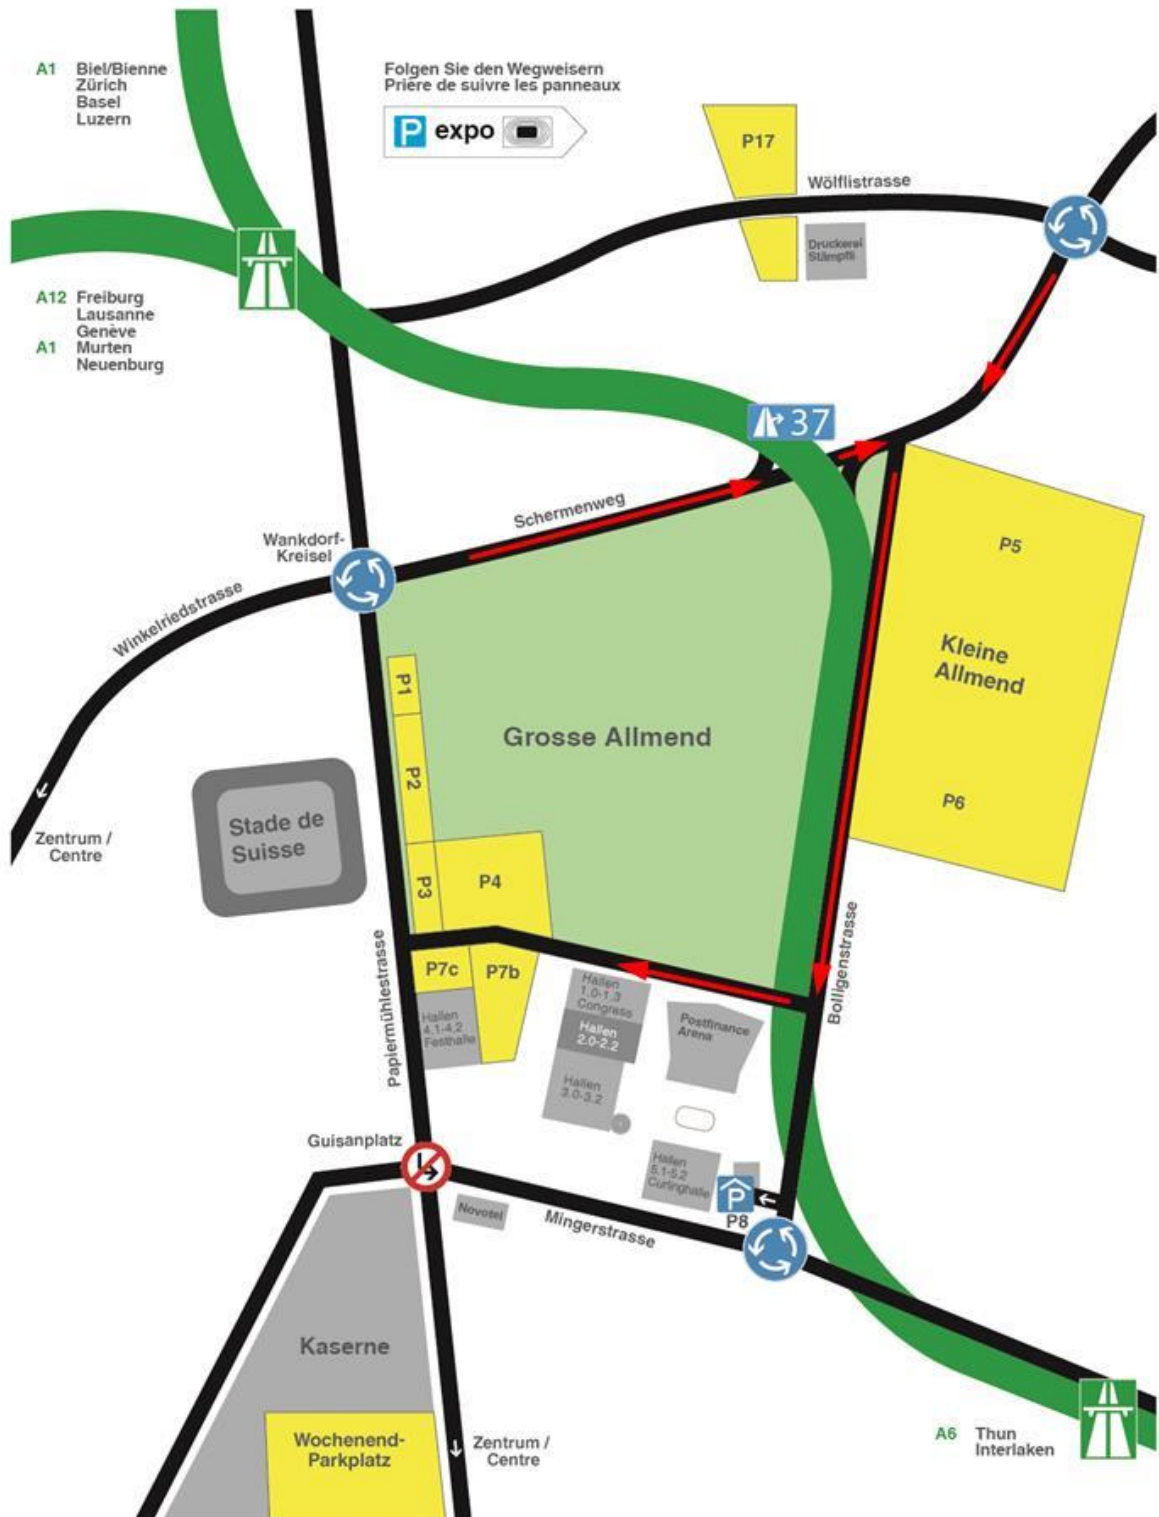 A1 Biel/Bienne
Zürich
Basel
Luzern
Folgen Sie den Wegweisern
Prière de suivre les panneaux
P expo
P17
Wölflistrasse
Druckerei
Stämpfli
A12 Freiburg
Lausanne
Genève
A1 Murten
Neuenburg
37
Schermenweg
Wankdorf-
Kreisel
Winkelriedstrasse
P5
Kleine
Allmend
P6
P1
P2
Grosse Allmend
Stade de
Suisse
Zentrum /
Centre
P3
P4
Papiermühlestrasse
Bolligenstrasse
P7c
P7b
Hallen
1.0-1.3
Congress
Hallen
2.0-2.2
Hallen
3.0-3.2
Hallen
4.1-4.2
Festhalle
Postfinance
Arena
Guisanplatz
Hallen
5.1-5.2
Curlinghalle
P
P8
Novotel
Mingerstrasse
Kaserne
Wochenend-
Parkplatz
Zentrum /
Centre
A6 Thun
Interlaken